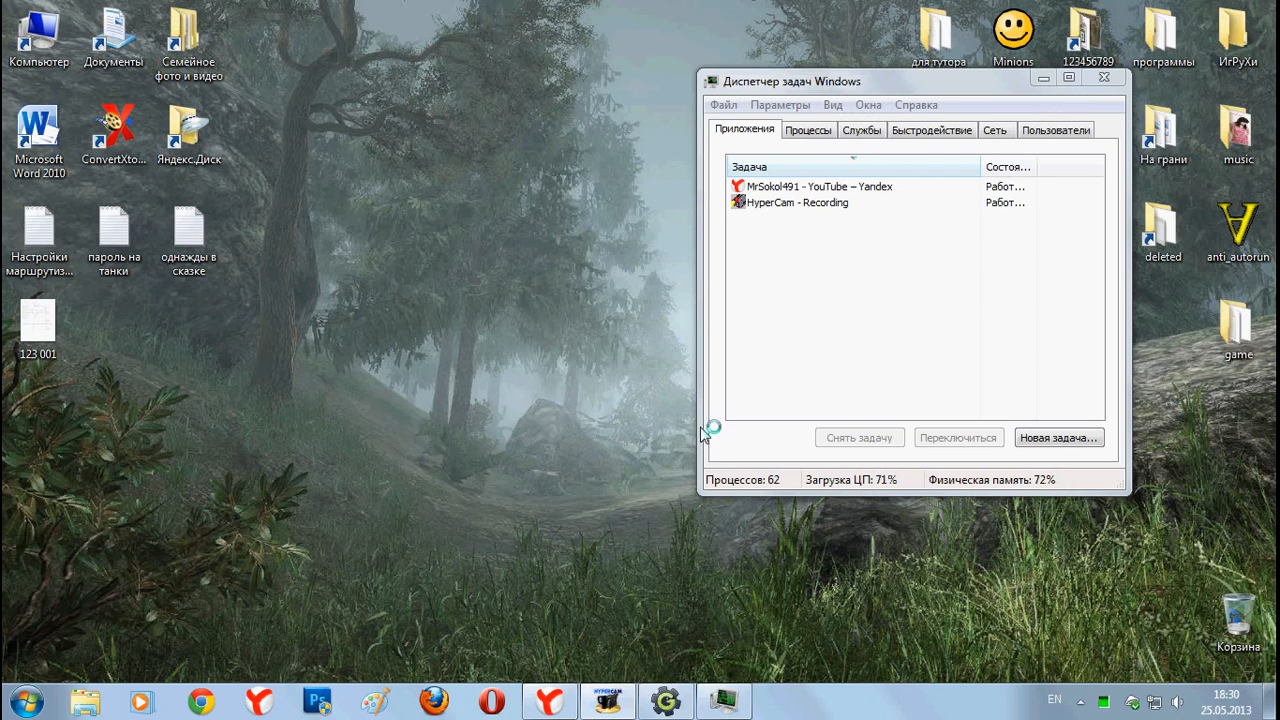 Компьютер
Документы
Семейное
фото и видео
для тутора
Minions
123456789
программы
ИгРуХи
Microsoft
Word 2010
ConvertXto...
Яндекс.Диск
На грани
music
Настройки
маршрутиз...
пароль на
танки
однажды в
сказке
deleted
anti_autorun
123 001
game
Корзина
Диспетчер задач Windows
Файл Параметры Вид Окна Справка
Приложения Процессы Службы Быстродействие Сеть Пользователи
Задача Состоя...
MrSokol491 - YouTube – Yandex Работ...
HyperCam - Recording Работ...
Снять задачу Переключиться Новая задача...
Процессов: 62 Загрузка ЦП: 71% Физическая память: 72%
Ps
HYPERCAM
EN
18:30
25.05.2013